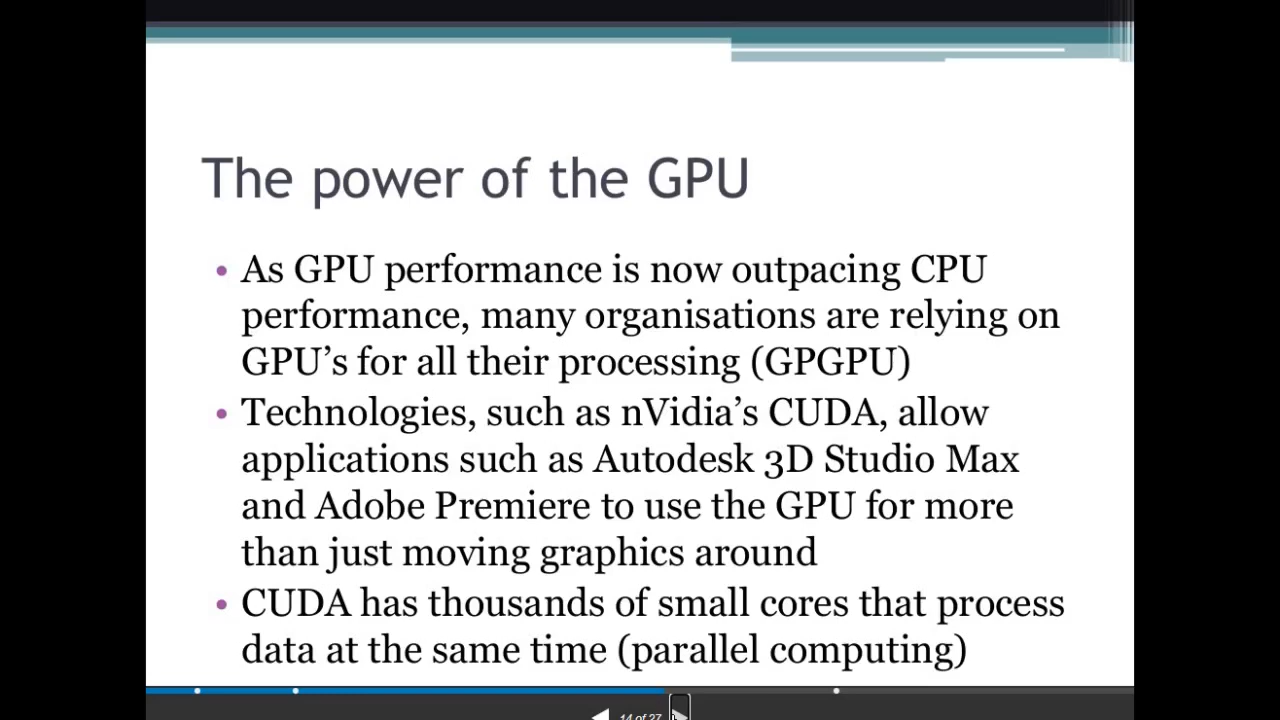 The power of the GPU
• As GPU performance is now outpacing CPU
performance, many organisations are relying on
GPU’s for all their processing (GPGPU)
• Technologies, such as nVidia’s CUDA, allow
applications such as Autodesk 3D Studio Max
and Adobe Premiere to use the GPU for more
than just moving graphics around
• CUDA has thousands of small cores that process
data at the same time (parallel computing)
14 of 27